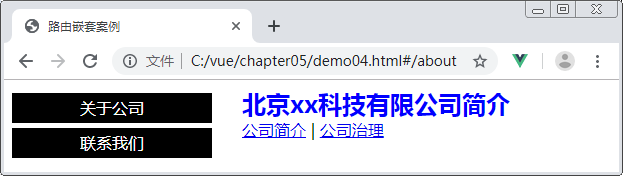 路由嵌套案例
文件 | C:/vue/chapter05/demo04.html#/about
关于公司
联系我们
北京xx科技有限公司简介
公司简介 | 公司治理